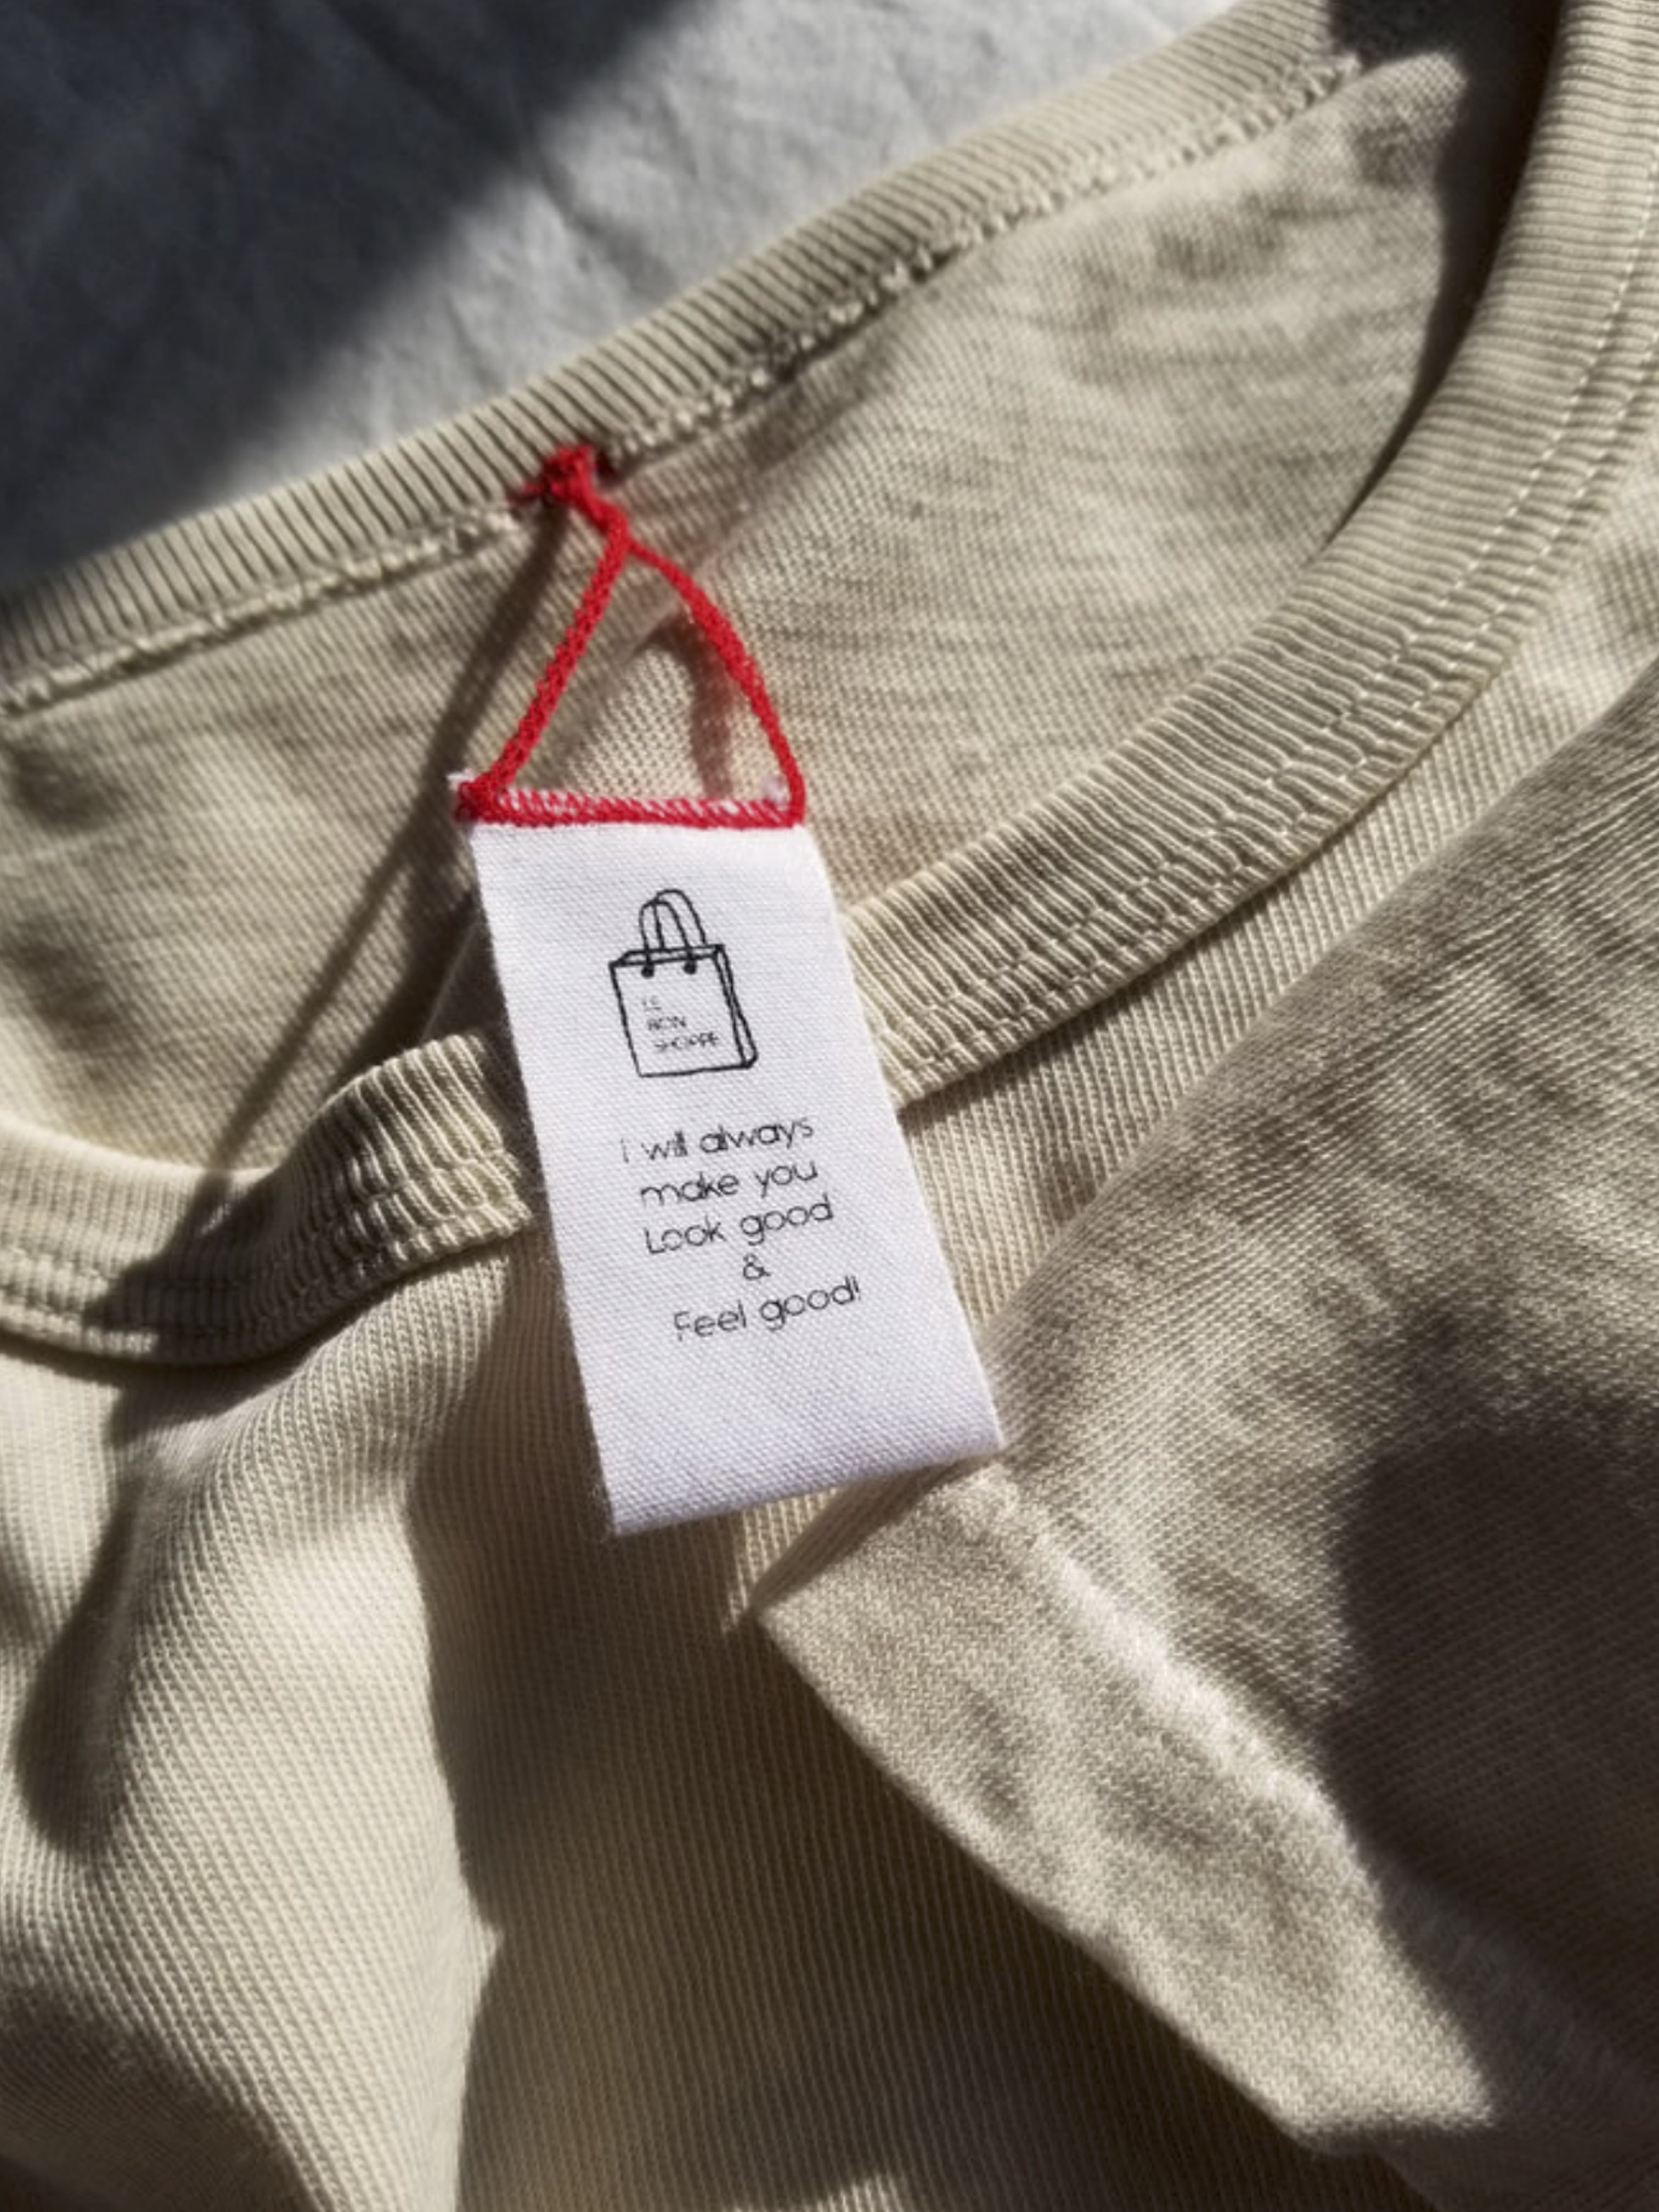 LE
BON
SHOPPE
I will always
make you
Look good
&
Feel good!